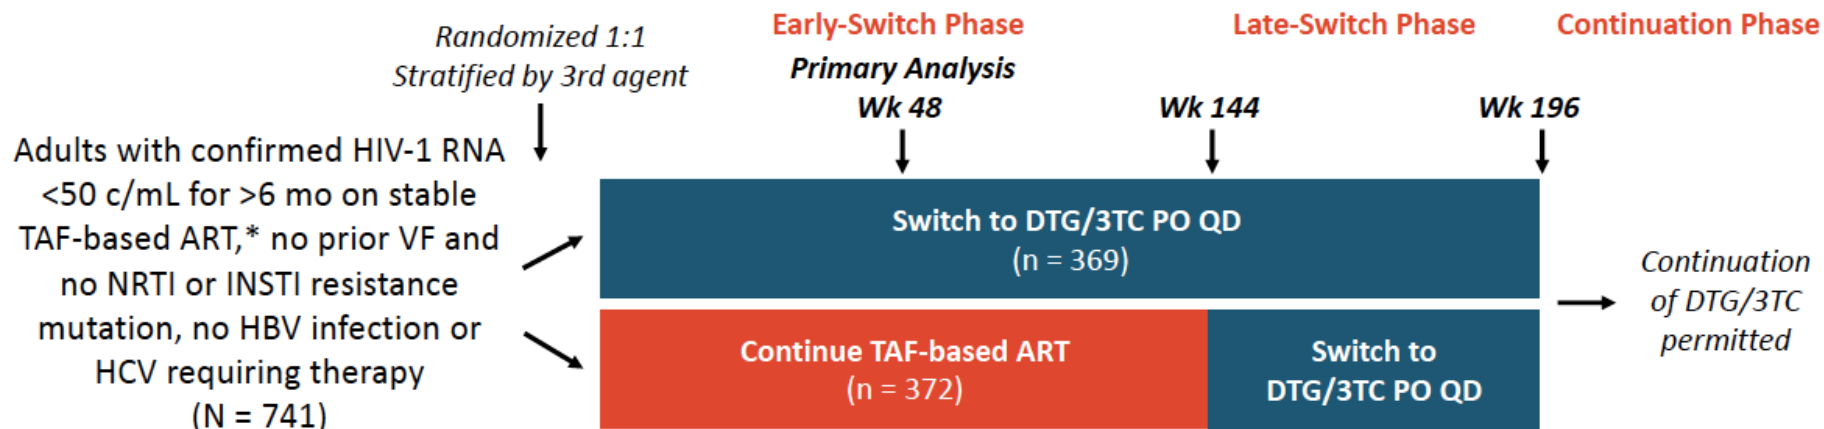 Randomized 1:1
Stratified by 3rd agent
Early-Switch Phase
Late-Switch Phase
Continuation Phase
Primary Analysis
Wk 48
Wk 144
Wk 196
Adults with confirmed HIV-1 RNA
<50 c/mL for >6 mo on stable
TAF-based ART,* no prior VF and
no NRTI or INSTI resistance
mutation, no HBV infection or
HCV requiring therapy
(N = 741)
Switch to DTG/3TC PO QD
(n = 369)
Continue TAF-based ART
(n = 372)
Switch to
DTG/3TC PO QD
Continuation
of DTG/3TC
permitted